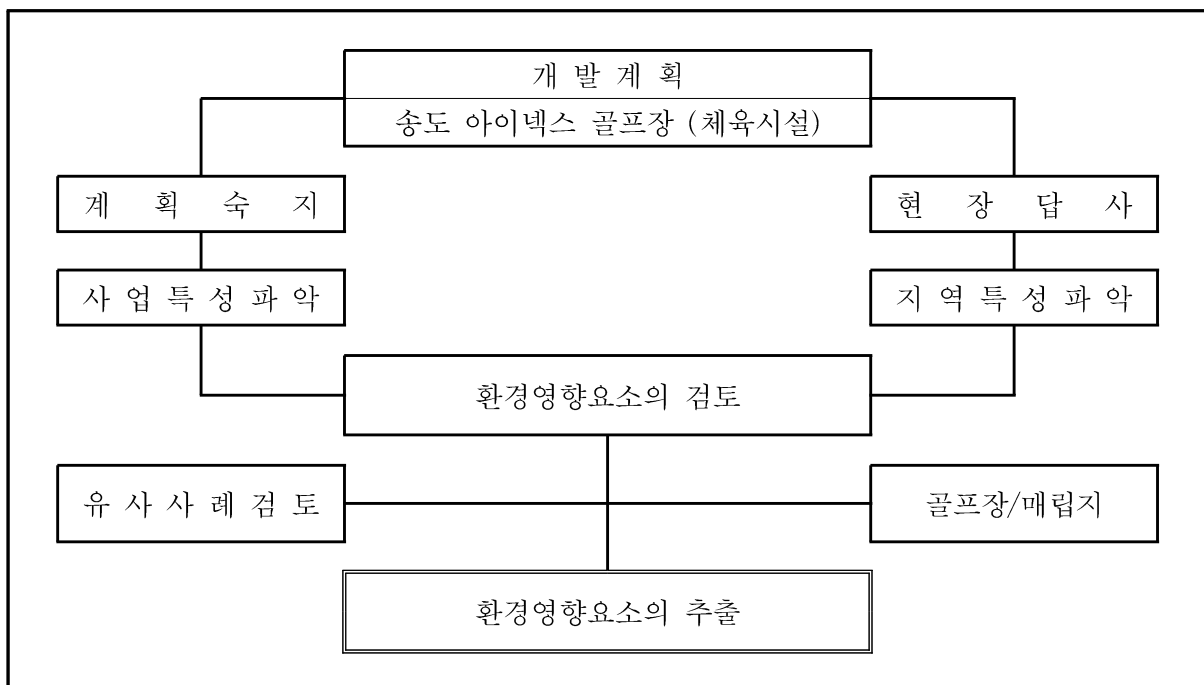 개 발 계 획
송도 아이넥스 골프장 (체육시설)
계 획 숙 지
현 장 답 사
사 업 특 성 파 악
지 역 특 성 파 악
환경영향요소의 검토
유 사 사 례 검 토
골프장/매립지
환경영향요소의 추출